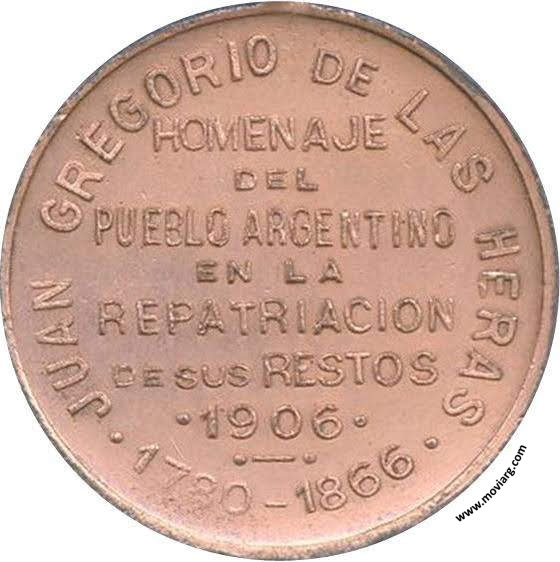 JUAN GREGORIO DE LAS HERAS
HOMENAJE
DEL
PUEBLO ARGENTINO
EN LA
REPATRIACION
DE SUS RESTOS
·1906·
·1780-1866·
www.moviarg.com